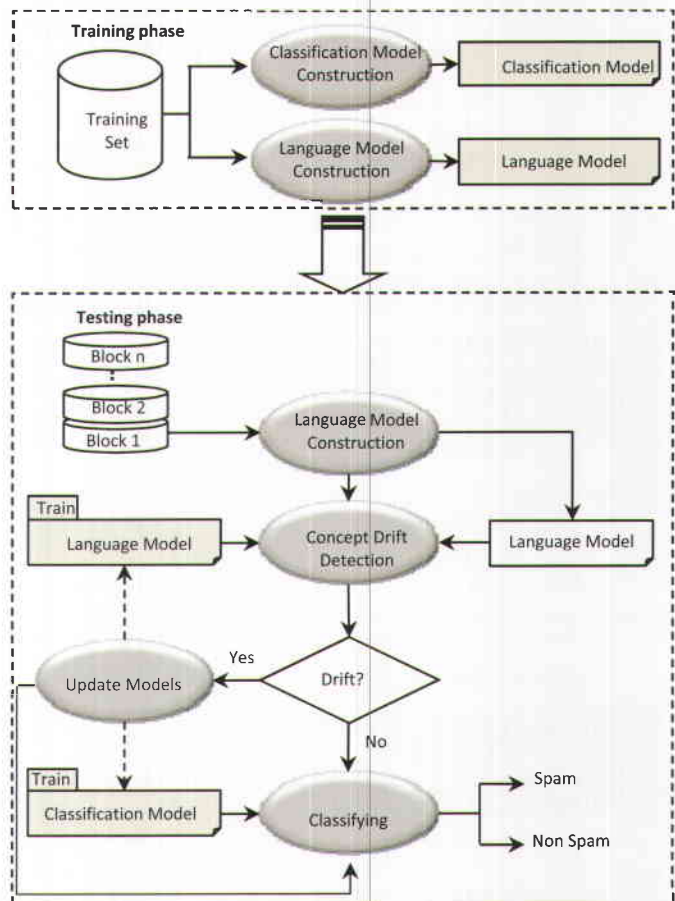 Training phase
Training
Set
Classification Model
Construction
Classification Model
Language Model
Construction
Language Model
Testing phase
Block n
Block 2
Block 1
Language Model
Construction
Train
Language Model
Concept Drift
Detection
Language Model
Update Models
Yes
Drift?
No
Train
Classification Model
Classifying
Spam
Non Spam